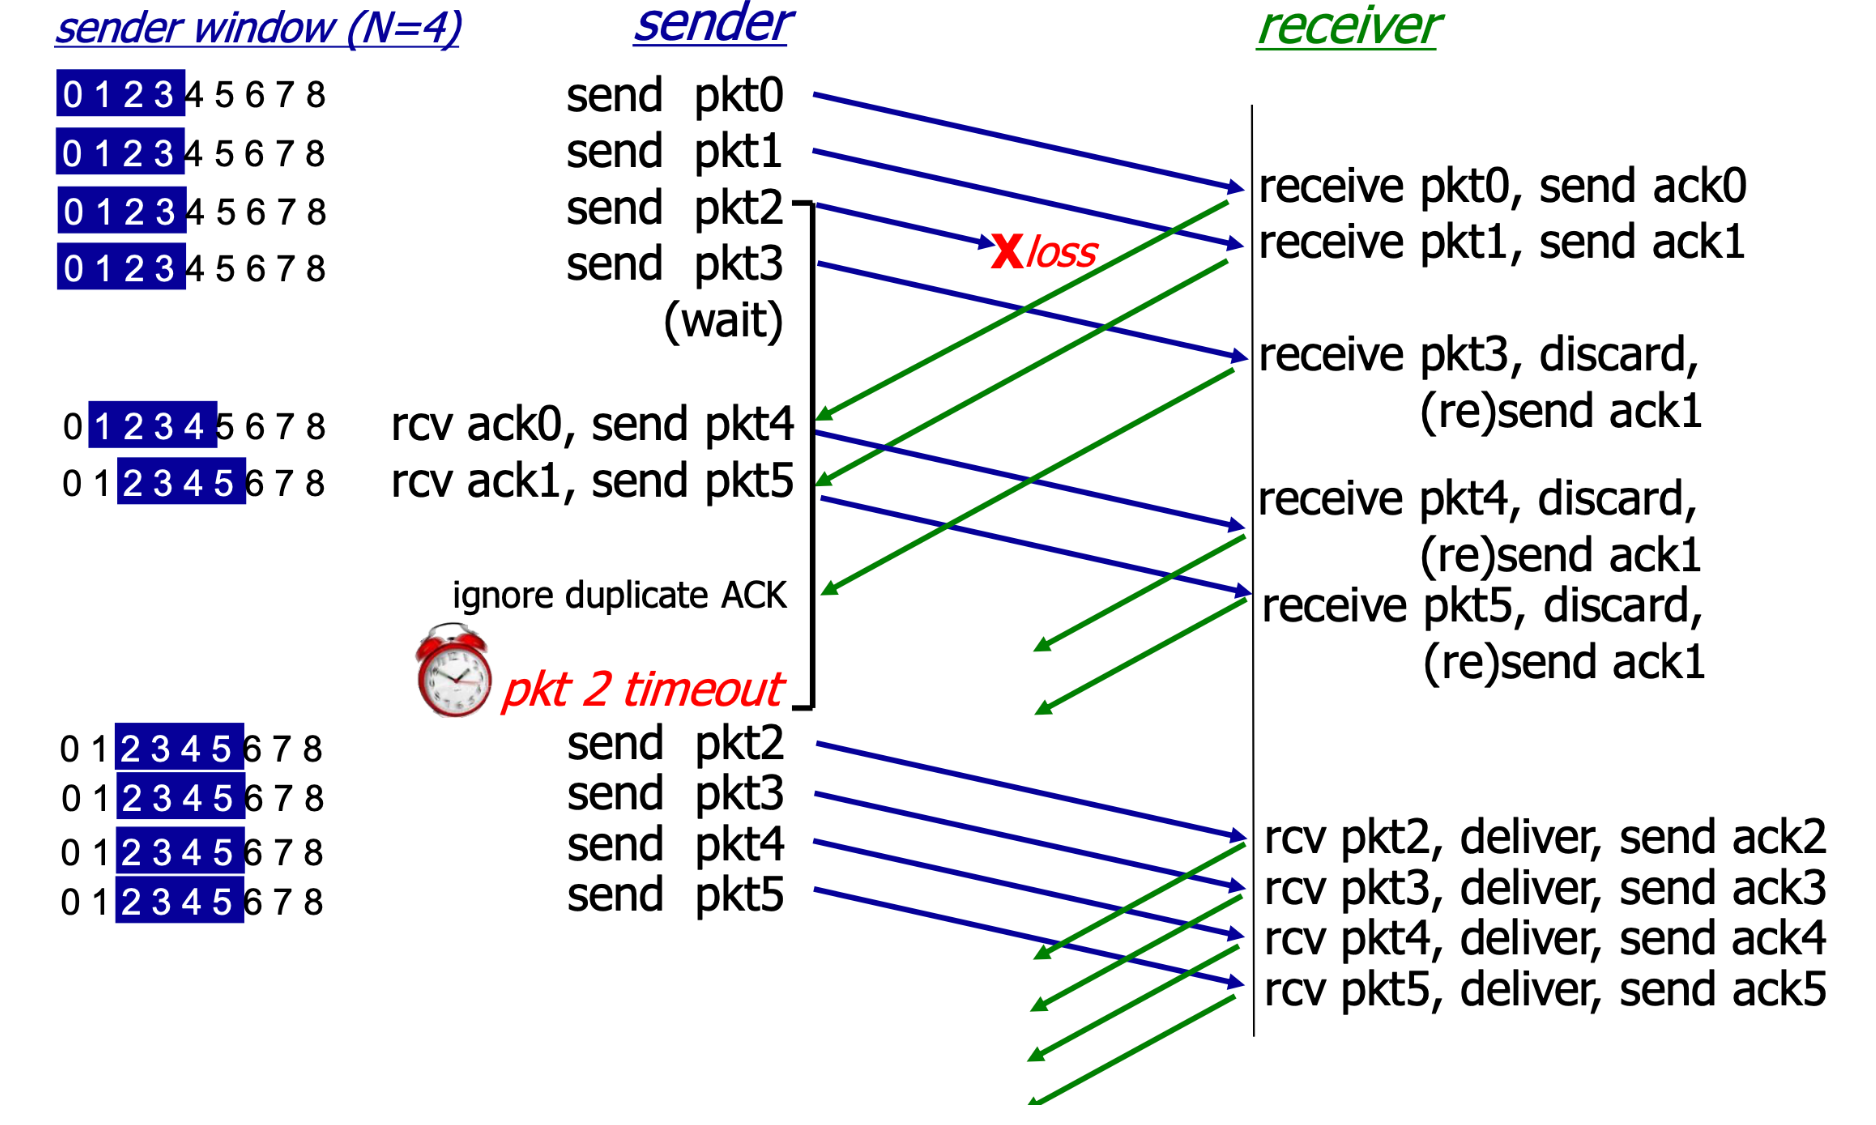 sender window (N=4) sender receiver
0 1 2 3 4 5 6 7 8 send pkt0
0 1 2 3 4 5 6 7 8 send pkt1
receive pkt0, send ack0
0 1 2 3 4 5 6 7 8 send pkt2
X loss
receive pkt1, send ack1
0 1 2 3 4 5 6 7 8 send pkt3
(wait)
receive pkt3, discard,
(re)send ack1
0 1 2 3 4 5 6 7 8 rcv ack0, send pkt4
0 1 2 3 4 5 6 7 8 rcv ack1, send pkt5
receive pkt4, discard,
(re)send ack1
ignore duplicate ACK
receive pkt5, discard,
(re)send ack1
pkt 2 timeout
0 1 2 3 4 5 6 7 8 send pkt2
0 1 2 3 4 5 6 7 8 send pkt3
0 1 2 3 4 5 6 7 8 send pkt4
0 1 2 3 4 5 6 7 8 send pkt5
rcv pkt2, deliver, send ack2
rcv pkt3, deliver, send ack3
rcv pkt4, deliver, send ack4
rcv pkt5, deliver, send ack5